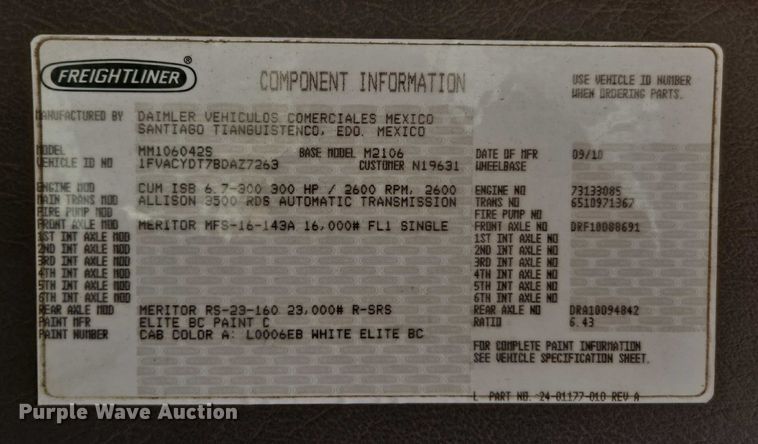 FREIGHTLINER®
COMPONENT INFORMATION
USE VEHICLE ID NUMBER
WHEN ORDERING PARTS.
MANUFACTURED BY DAIMLER VEHICULOS COMERCIALES MEXICO
SANTIAGO TIANGUISTENCO, EDO. MEXICO
MODEL MM106042S BASE MODEL M2106 DATE OF MFR 09/10
VEHICLE ID NO 1FVACYDT7BDAZ7263 CUSTOMER N19631 WHEELBASE
ENGINE MOD CUM ISB 6.7-300 300 HP / 2600 RPM, 2600 ENGINE NO 73133085
MAIN TRANS MOD ALLISON 3500 RDS AUTOMATIC TRANSMISSION TRANS NO 6510971367
FIRE PUMP MOD FIRE PUMP NO
FRONT AXLE MOD MERITOR MFS-16-143A 16,000# FL1 SINGLE FRONT AXLE NO DRF10088691
1ST INT AXLE MOD 1ST INT AXLE NO
2ND INT AXLE MOD 2ND INT AXLE NO
3RD INT AXLE MOD 3RD INT AXLE NO
4TH INT AXLE MOD 4TH INT AXLE NO
5TH INT AXLE MOD 5TH INT AXLE NO
6TH INT AXLE MOD 6TH INT AXLE NO
REAR AXLE MOD MERITOR RS-23-160 23,000# R-SRS REAR AXLE NO DRA10094842
PAINT MFR ELITE BC PAINT C RATIO 6.43
PAINT NUMBER CAB COLOR A: L0006EB WHITE ELITE BC
FOR COMPLETE PAINT INFORMATION
SEE VEHICLE SPECIFICATION SHEET.
L PART NO. 24-01177-010 REV A
Purple Wave Auction